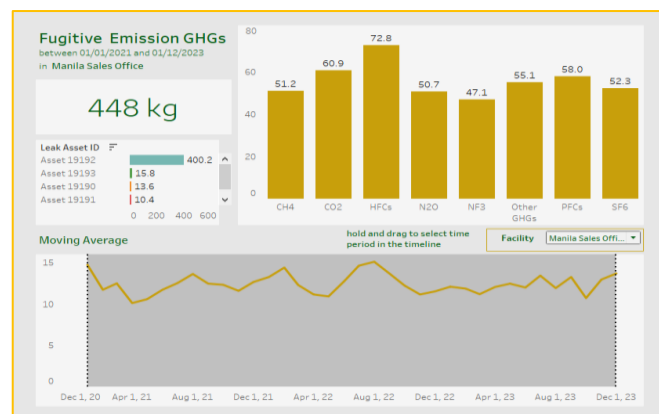 Fugitive Emission GHGs
between 01/01/2021 and 01/12/2023
in Manila Sales Office
448 kg
Leak Asset ID
Asset 19192 400.2
Asset 19193 15.8
Asset 19190 13.6
Asset 19191 10.4
0 200 400 600
80
60
40
20
0
51.2 60.9 72.8 50.7 47.1 55.1 58.0 52.3
CH4 CO2 HFCs N2O NF3 Other GHGs PFCs SF6
Moving Average
hold and drag to select time
period in the timeline
Facility Manila Sales Offi...
15
10
5
0
Dec 1, 20 Apr 1, 21 Aug 1, 21 Dec 1, 21 Apr 1, 22 Aug 1, 22 Dec 1, 22 Apr 1, 23 Aug 1, 23 Dec 1, 23